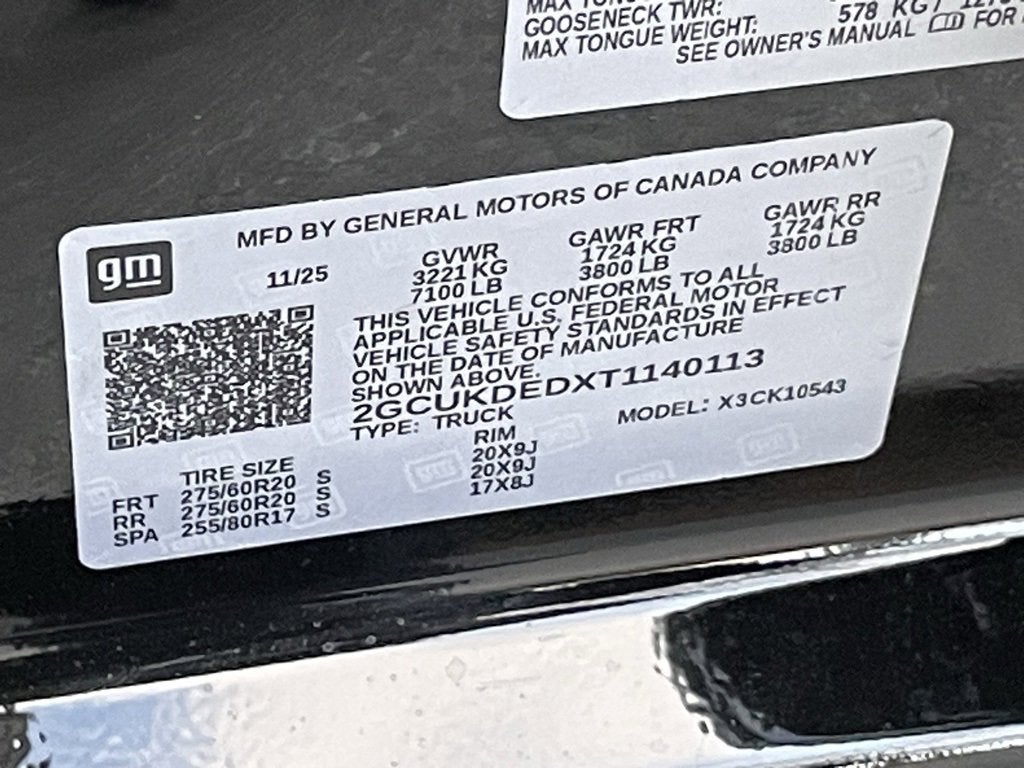 MAX TONGUE
GOOSENECK TWR:
MAX TONGUE WEIGHT: 578 KG /
SEE OWNER'S MANUAL FOR
MFD BY GENERAL MOTORS OF CANADA COMPANY
gm
11/25
GVWR
3221 KG
7100 LB
GAWR FRT
1724 KG
3800 LB
GAWR RR
1724 KG
3800 LB
THIS VEHICLE CONFORMS TO ALL
APPLICABLE U.S. FEDERAL MOTOR
VEHICLE SAFETY STANDARDS IN EFFECT
ON THE DATE OF MANUFACTURE
SHOWN ABOVE.
2GCUKDEDXT1140113
TYPE: TRUCK
MODEL: X3CK10543
TIRE SIZE RIM
FRT 275/60R20 S 20X9J
RR 275/60R20 S 20X9J
SPA 255/80R17 S 17X8J